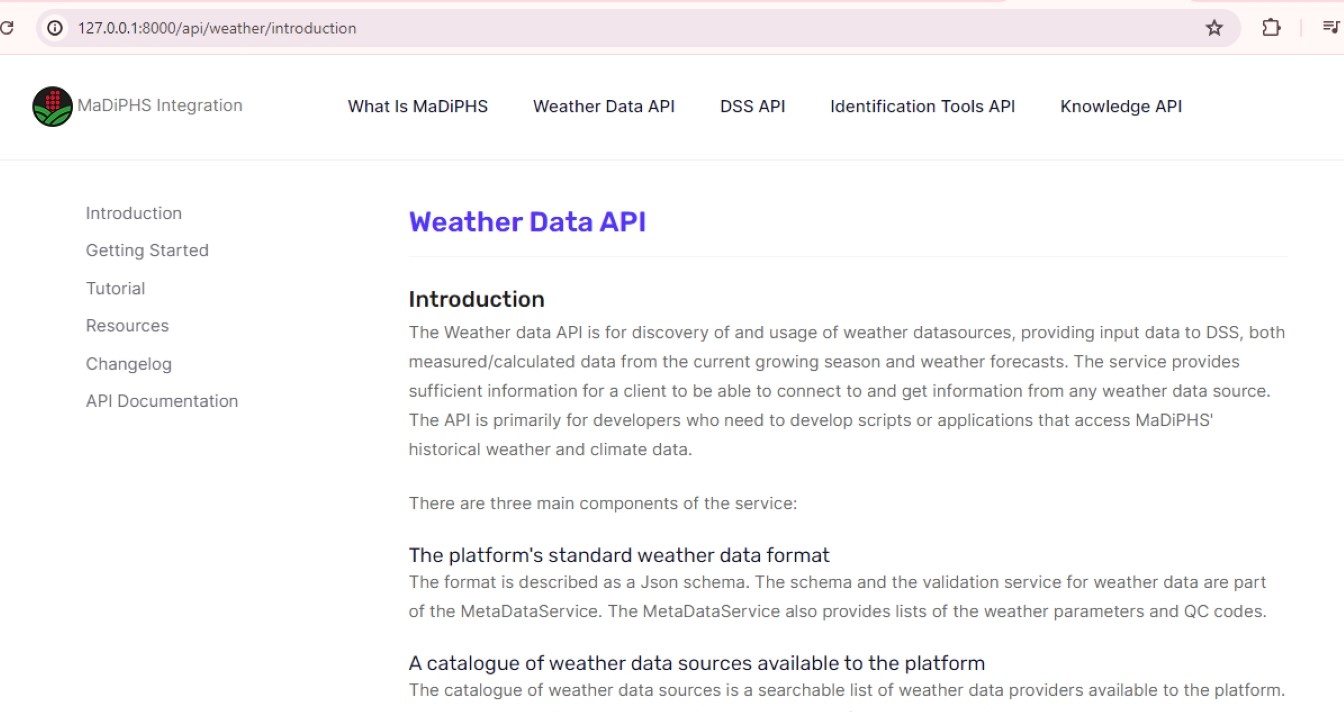 127.0.0.1:8000/api/weather/introduction
MaDiPHS Integration
What Is MaDiPHS
Weather Data API
DSS API
Identification Tools API
Knowledge API
Introduction
Getting Started
Tutorial
Resources
Changelog
API Documentation
Weather Data API
Introduction
The Weather data API is for discovery of and usage of weather datasources, providing input data to DSS, both
measured/calculated data from the current growing season and weather forecasts. The service provides
sufficient information for a client to be able to connect to and get information from any weather data source.
The API is primarily for developers who need to develop scripts or applications that access MaDiPHS'
historical weather and climate data.
There are three main components of the service:
The platform's standard weather data format
The format is described as a Json schema. The schema and the validation service for weather data are part
of the MetaDataService. The MetaDataService also provides lists of the weather parameters and QC codes.
A catalogue of weather data sources available to the platform
The catalogue of weather data sources is a searchable list of weather data providers available to the platform.